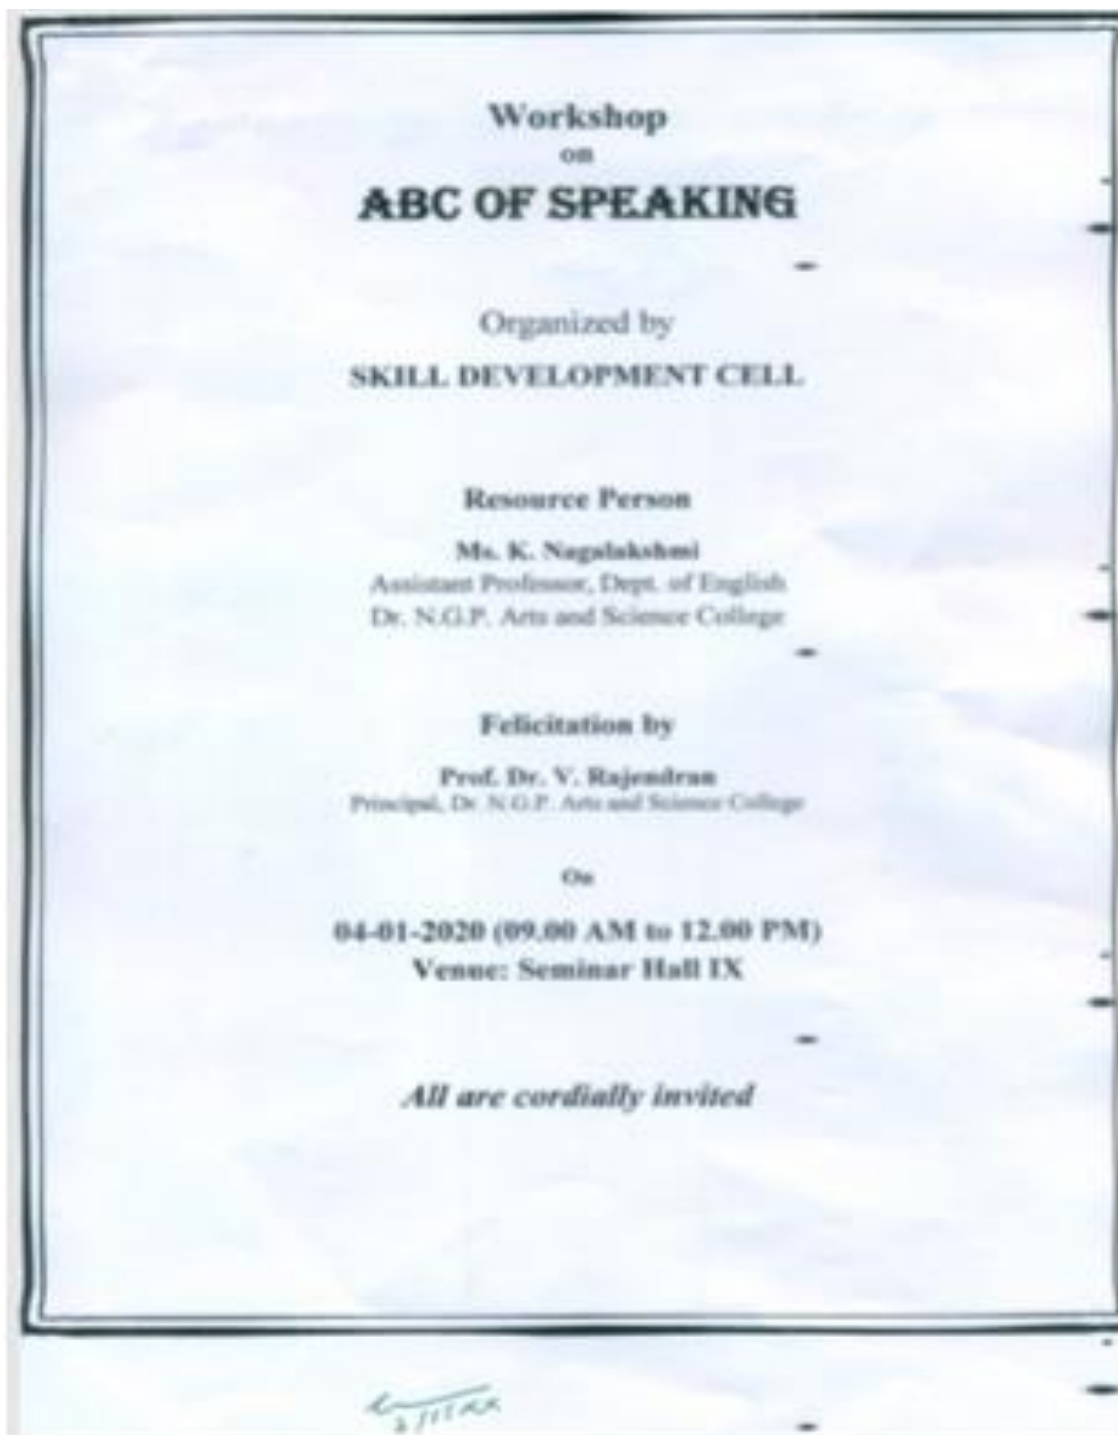 Workshop
on
ABC OF SPEAKING
Organized by
SKILL DEVELOPMENT CELL
Resource Person
Ms. K. Nagalakshmi
Assistant Professor, Dept. of English
Dr. N.G.P. Arts and Science College
Felicitation by
Prof. Dr. V. Rajendran
Principal, Dr. N.G.P. Arts and Science College
On
04-01-2020 (09.00 AM to 12.00 PM)
Venue: Seminar Hall IX
All are cordially invited